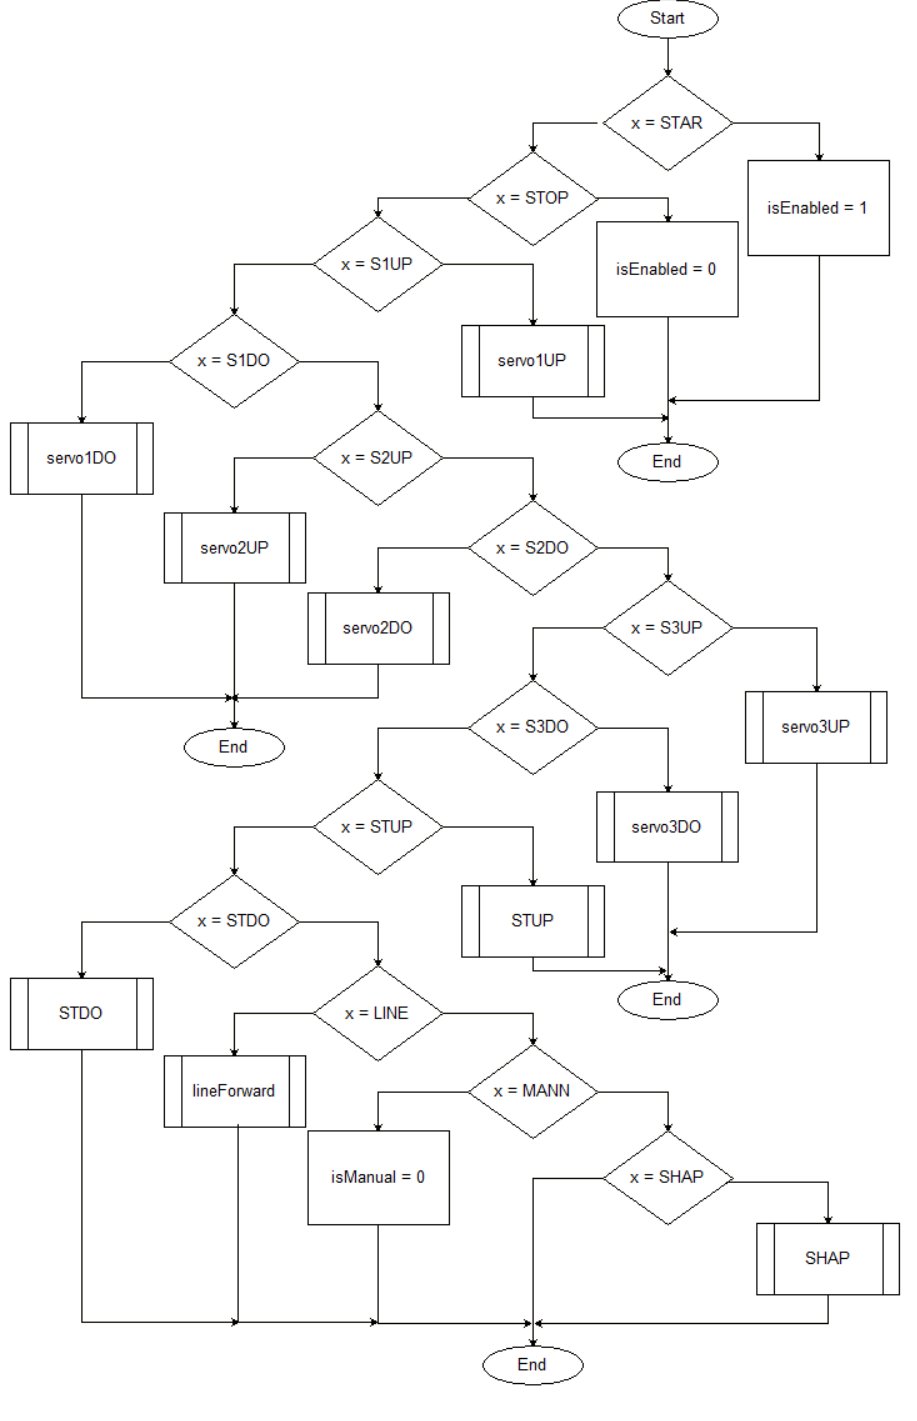 Start
x = STAR
isEnabled = 1
x = STOP
isEnabled = 0
x = S1UP
servo1UP
x = S1DO
servo1DO
x = S2UP
End
servo2UP
x = S2DO
servo2DO
x = S3UP
x = S3DO
servo3UP
End
x = STUP
servo3DO
x = STDO
STUP
End
STDO
x = LINE
lineForward
x = MANN
isManual = 0
x = SHAP
SHAP
End